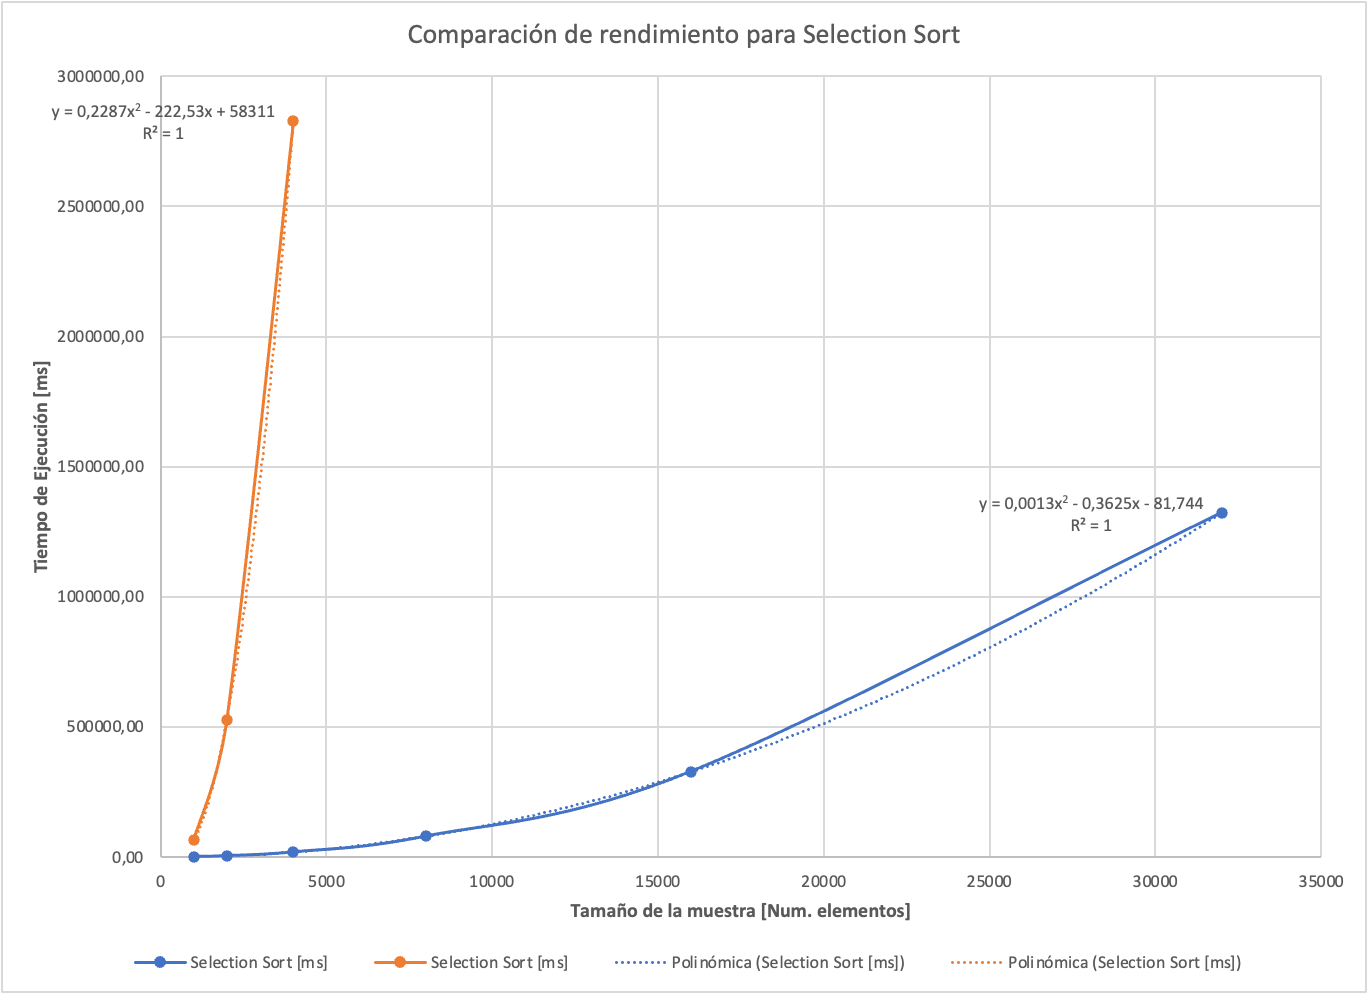 Comparación de rendimiento para Selection Sort
3000000,00
y = 0,2287x² - 222,53x + 58311
R² = 1
2500000,00
2000000,00
1500000,00
1000000,00
500000,00
0,00
Tiempo de Ejecución [ms]
y = 0,0013x² - 0,3625x - 81,744
R² = 1
0 5000 10000 15000 20000 25000 30000 35000
Tamaño de la muestra [Num. elementos]
Selection Sort [ms] Selection Sort [ms] Polinómica (Selection Sort [ms]) Polinómica (Selection Sort [ms])